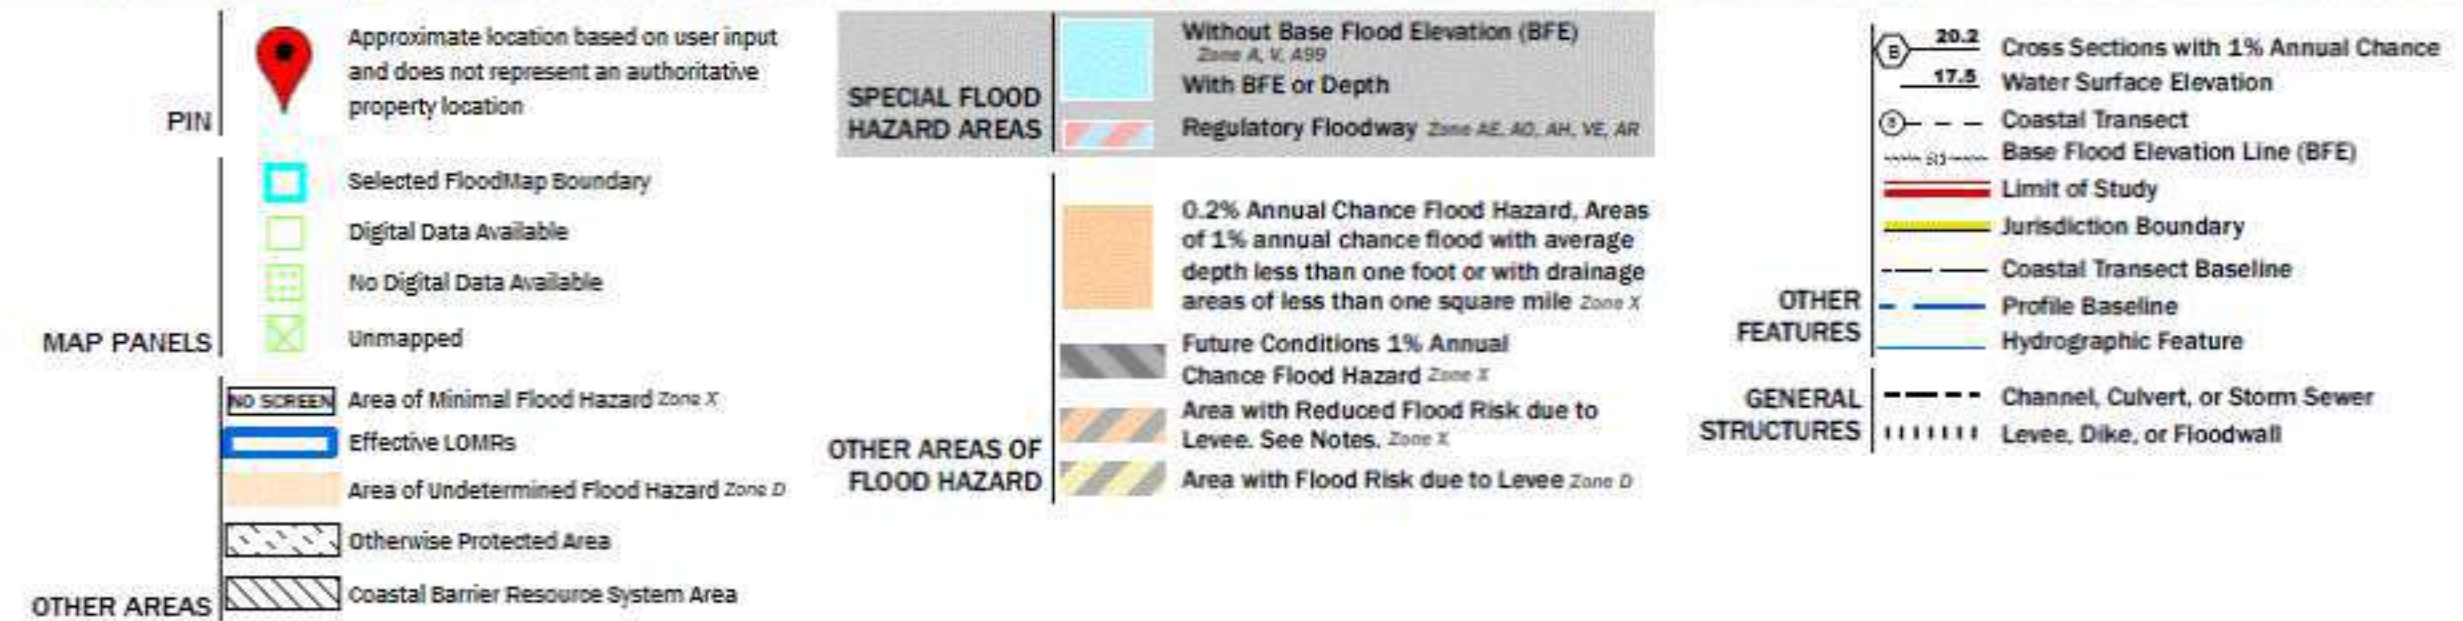 PIN
Approximate location based on user input
and does not represent an authoritative
property location
MAP PANELS
Selected FloodMap Boundary
Digital Data Available
No Digital Data Available
Unmapped
OTHER AREAS
NO SCREEN Area of Minimal Flood Hazard Zone X
Effective LOMRs
Area of Undetermined Flood Hazard Zone D
Otherwise Protected Area
Coastal Barrier Resource System Area
SPECIAL FLOOD
HAZARD AREAS
Without Base Flood Elevation (BFE)
Zone A, V, A99
With BFE or Depth
Regulatory Floodway Zone AE, AO, AH, VE, AR
OTHER AREAS OF
FLOOD HAZARD
0.2% Annual Chance Flood Hazard, Areas
of 1% annual chance flood with average
depth less than one foot or with drainage
areas of less than one square mile Zone X
Future Conditions 1% Annual
Chance Flood Hazard Zone X
Area with Reduced Flood Risk due to
Levee. See Notes. Zone X
Area with Flood Risk due to Levee Zone D
OTHER
FEATURES
B 20.2 Cross Sections with 1% Annual Chance
17.5 Water Surface Elevation
Coastal Transect
Base Flood Elevation Line (BFE)
Limit of Study
Jurisdiction Boundary
Coastal Transect Baseline
Profile Baseline
Hydrographic Feature
GENERAL
STRUCTURES
Channel, Culvert, or Storm Sewer
Levee, Dike, or Floodwall